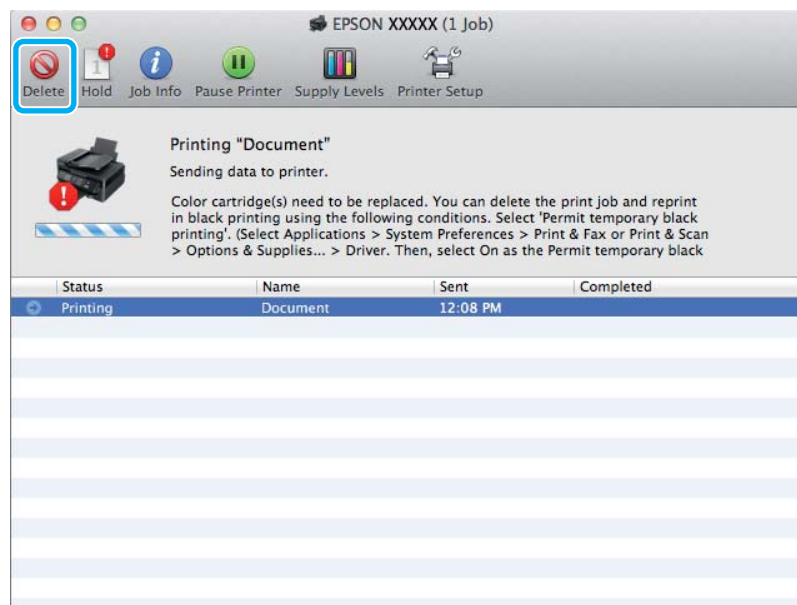 EPSON XXXXX (1 Job)
Delete Hold Job Info Pause Printer Supply Levels Printer Setup
Printing "Document"
Sending data to printer.
Color cartridge(s) need to be replaced. You can delete the print job and reprint
in black printing using the following conditions. Select 'Permit temporary black
printing'. (Select Applications > System Preferences > Print & Fax or Print & Scan
> Options & Supplies... > Driver. Then, select On as the Permit temporary black
Status Name Sent Completed
Printing Document 12:08 PM